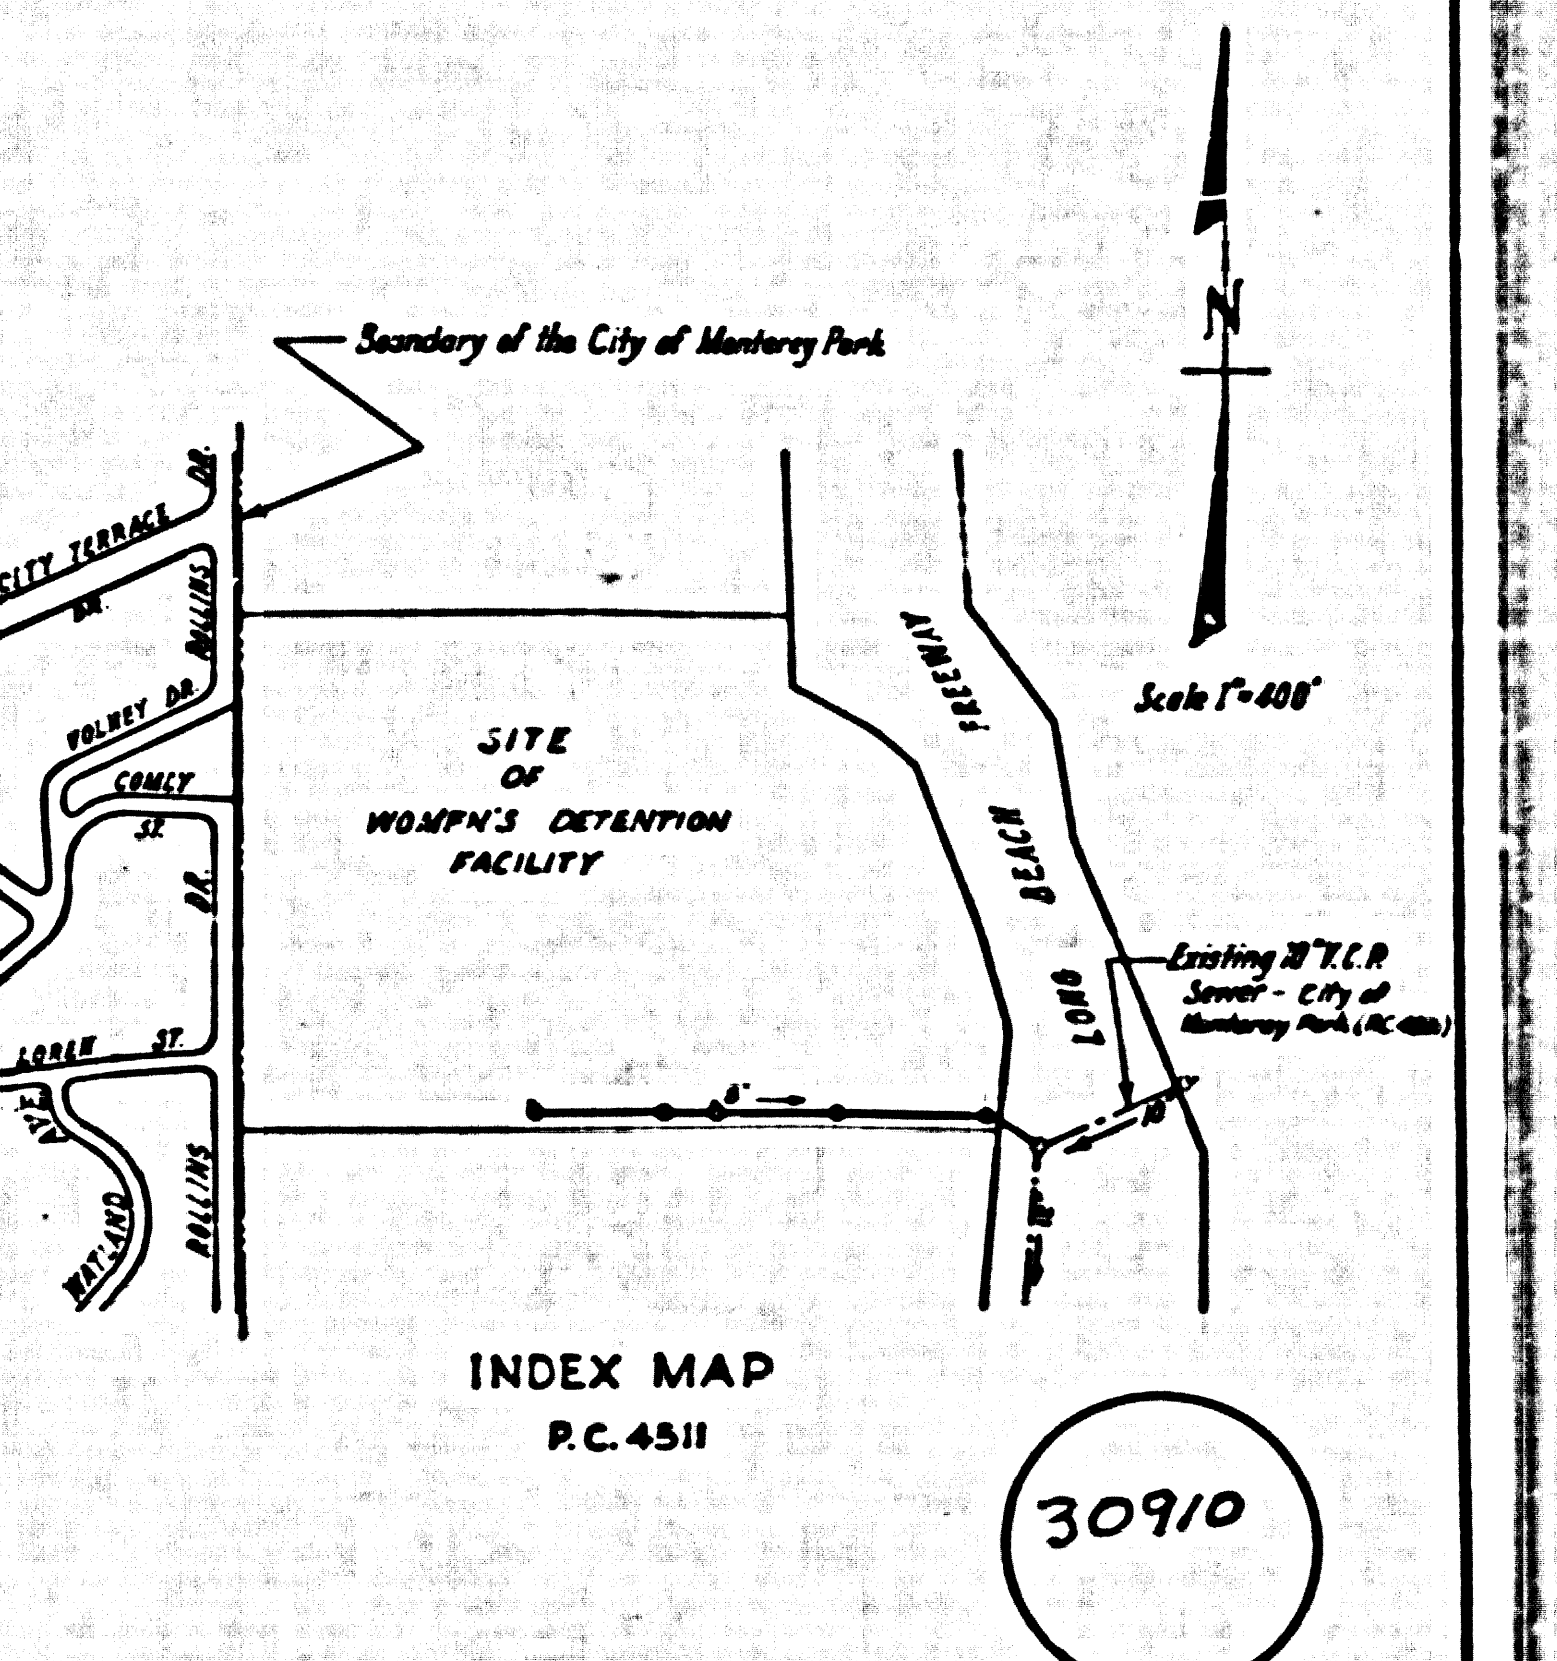 Boundary of the City of Monterey Park
N
Scale 1"=400'
CITY TERRACE
DR.
ROLLINS
DR.
VOLNEY DR.
COMLY
ST.
DR.
LOREN ST.
AVE.
ROLLINS
SITE
OF
WOMEN'S DETENTION
FACILITY
LONG
BEACH
FREEWAY
Existing 10" V.C.P.
Sewer - City of
Monterey Park
8"
10"
INDEX MAP
P.C. 4511
30910